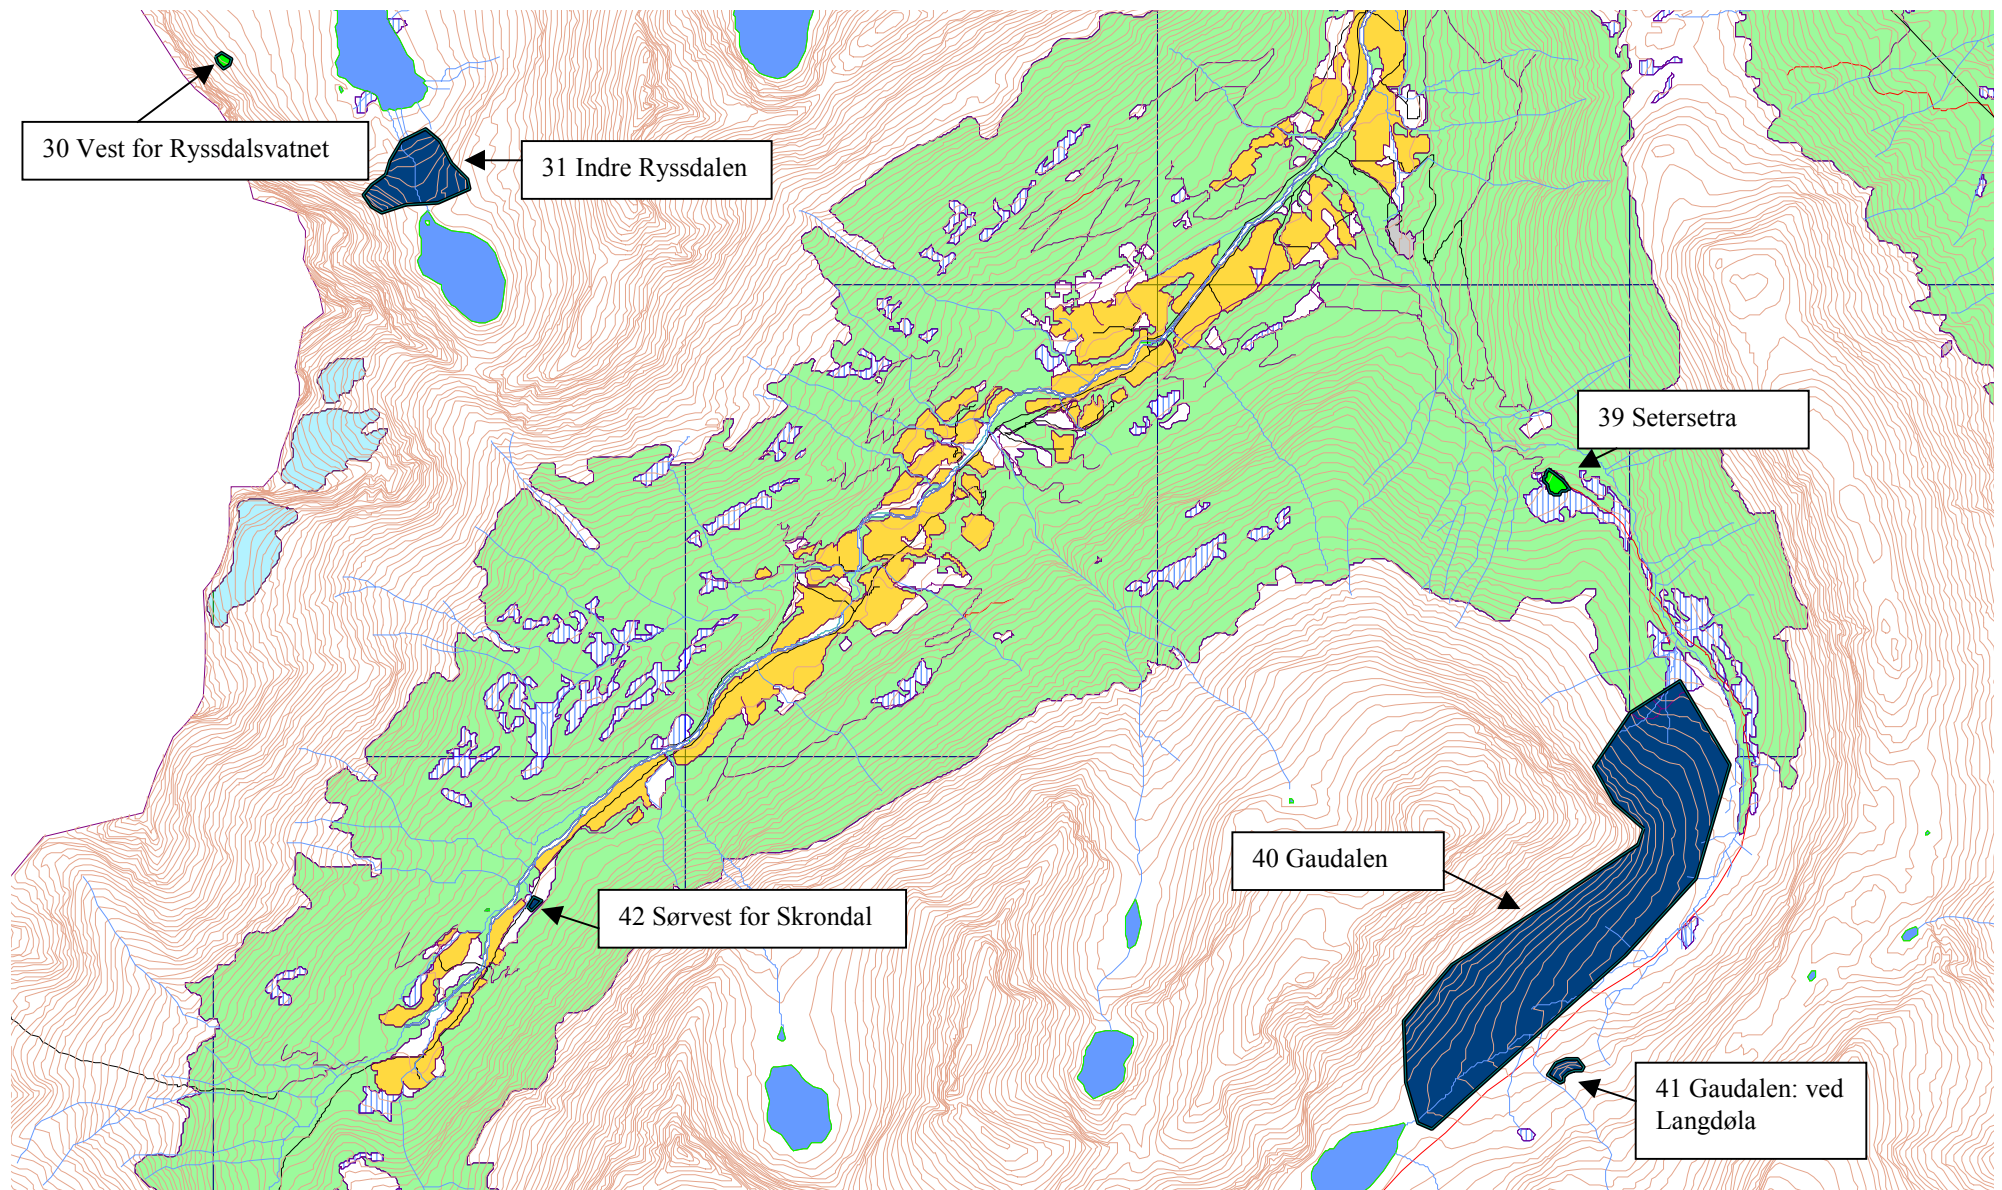 30 Vest for Ryssdalsvatnet
31 Indre Ryssdalen
39 Setersetra
40 Gaudalen
42 Sørvest for Skrondal
41 Gaudalen: ved
Langdøla